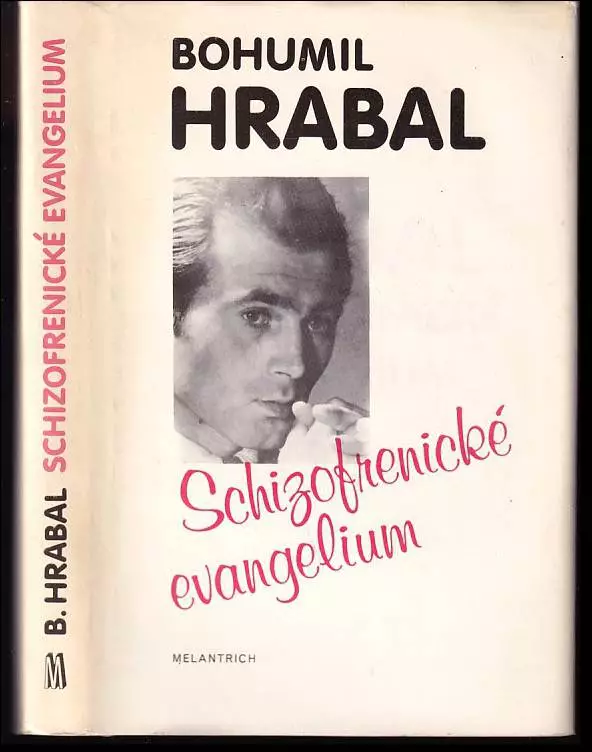 B. HRABAL SCHIZOFRENICKÉ EVANGELIUM
BOHUMIL
HRABAL
Schizofrenické
evangelium
MELANTRICH
M